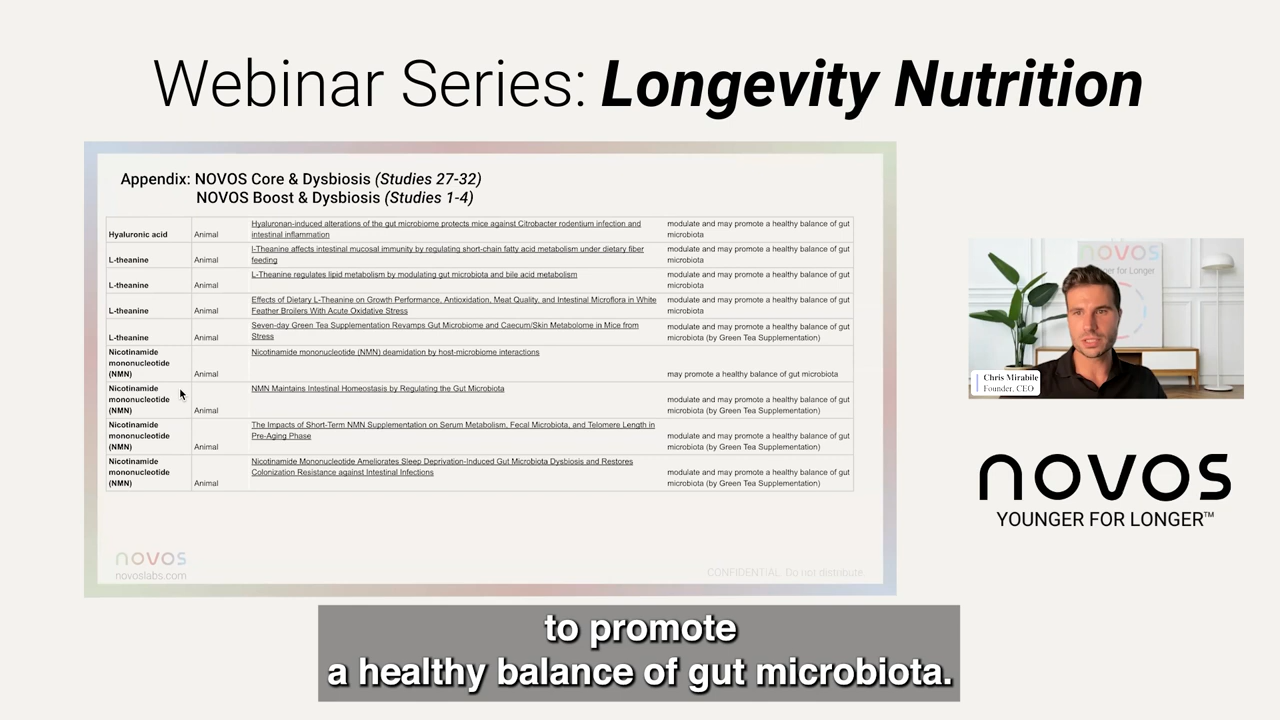 Webinar Series: Longevity Nutrition
Appendix: NOVOS Core & Dysbiosis (Studies 27-32)
NOVOS Boost & Dysbiosis (Studies 1-4)
Hyaluronic acid
Animal
Hyaluronan-induced alterations of the gut microbiome protects mice against Citrobacter rodentium infection and
intestinal inflammation
modulate and may promote a healthy balance of gut
microbiota
L-theanine
Animal
l-Theanine affects intestinal mucosal immunity by regulating short-chain fatty acid metabolism under dietary fiber
feeding
modulate and may promote a healthy balance of gut
microbiota
L-theanine
Animal
L-Theanine regulates lipid metabolism by modulating gut microbiota and bile acid metabolism
modulate and may promote a healthy balance of gut
microbiota
L-theanine
Animal
Effects of Dietary L-Theanine on Growth Performance, Antioxidation, Meat Quality, and Intestinal Microflora in White
Feather Broilers With Acute Oxidative Stress
modulate and may promote a healthy balance of gut
microbiota
L-theanine
Animal
Seven-day Green Tea Supplementation Revamps Gut Microbiome and Caecum/Skin Metabolome in Mice from
Stress
modulate and may promote a healthy balance of gut
microbiota (by Green Tea Supplementation)
Nicotinamide
mononucleotide
(NMN)
Animal
Nicotinamide mononucleotide (NMN) deamidation by host-microbiome interactions
may promote a healthy balance of gut microbiota
Nicotinamide
mononucleotide
(NMN)
Animal
NMN Maintains Intestinal Homeostasis by Regulating the Gut Microbiota
modulate and may promote a healthy balance of gut
microbiota (by Green Tea Supplementation)
Nicotinamide
mononucleotide
(NMN)
Animal
The Impacts of Short-Term NMN Supplementation on Serum Metabolism, Fecal Microbiota, and Telomere Length in
Pre-Aging Phase
modulate and may promote a healthy balance of gut
microbiota (by Green Tea Supplementation)
Nicotinamide
mononucleotide
(NMN)
Animal
Nicotinamide Mononucleotide Ameliorates Sleep Deprivation-Induced Gut Microbiota Dysbiosis and Restores
Colonization Resistance against Intestinal Infections
modulate and may promote a healthy balance of gut
microbiota (by Green Tea Supplementation)
novos
novoslabs.com
CONFIDENTIAL. Do not distribute
novos
for Longer
Chris Mirabile
Founder, CEO
novos
YOUNGER FOR LONGER™
to promote
a healthy balance of gut microbiota.